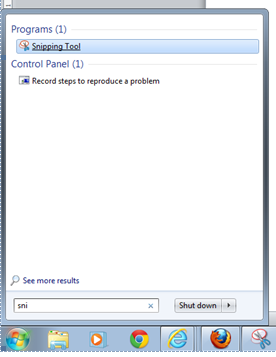 Programs (1)
Snipping Tool
Control Panel (1)
Record steps to reproduce a problem
See more results
sni
Shut down